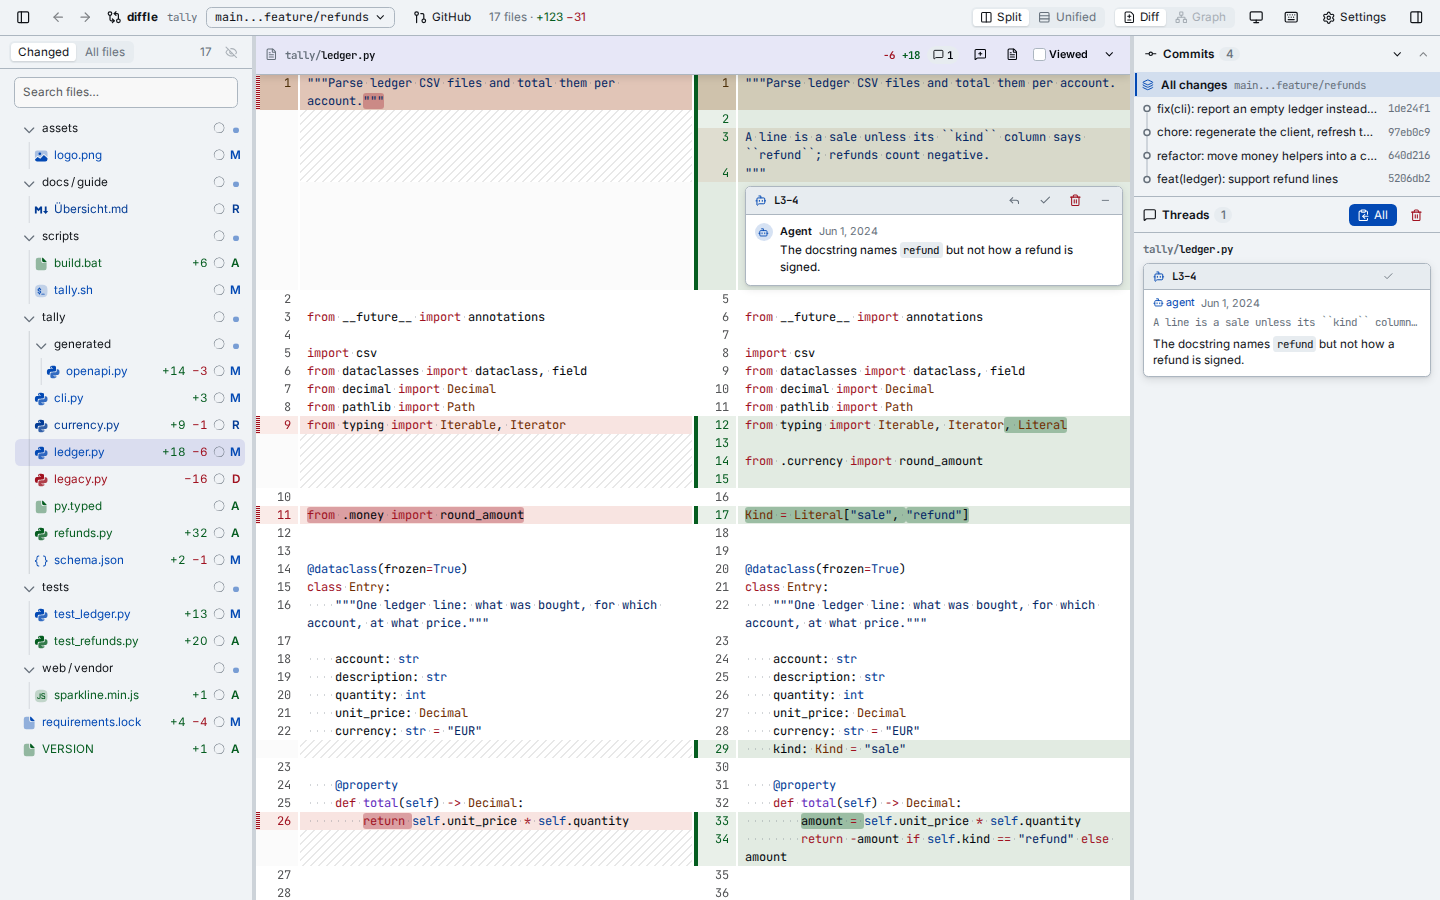 diffle tally main...feature/refunds GitHub 17 files · +123 −31 Split Unified Diff Graph Settings
Changed All files 17
Search files...
assets
logo.png M
docs/guide
Übersicht.md R
scripts
build.bat +6 A
tally.sh M
tally
generated
openapi.py +14 −3 M
cli.py +3 M
currency.py +9 −1 R
ledger.py +18 −6 M
legacy.py −16 D
py.typed A
refunds.py +32 A
schema.json +2 −1 M
tests
test_ledger.py +13 M
test_refunds.py +20 A
web/vendor
sparkline.min.js +1 A
requirements.lock +4 −4 M
VERSION +1 A
tally/ledger.py -6 +18 1 Viewed
1 """Parse ledger CSV files and total them per
account."""
2
3 from __future__ import annotations
4
5 import csv
6 from dataclasses import dataclass, field
7 from decimal import Decimal
8 from pathlib import Path
9 from typing import Iterable, Iterator
10
11 from .money import round_amount
12
13
14 @dataclass(frozen=True)
15 class Entry:
16 """One ledger line: what was bought, for which
account, at what price."""
17
18 account: str
19 description: str
20 quantity: int
21 unit_price: Decimal
22 currency: str = "EUR"
23
24 @property
25 def total(self) -> Decimal:
26 return self.unit_price * self.quantity
27
28
1 """Parse ledger CSV files and total them per account.
2
3 A line is a sale unless its ``kind`` column says
``refund``; refunds count negative.
4 """
L3–4
Agent Jun 1, 2024
The docstring names refund but not how a refund is
signed.
5
6 from __future__ import annotations
7
8 import csv
9 from dataclasses import dataclass, field
10 from decimal import Decimal
11 from pathlib import Path
12 from typing import Iterable, Iterator, Literal
13
14 from .currency import round_amount
15
16
17 Kind = Literal["sale", "refund"]
18
19
20 @dataclass(frozen=True)
21 class Entry:
22 """One ledger line: what was bought, for which
account, at what price."""
23
24 account: str
25 description: str
26 quantity: int
27 unit_price: Decimal
28 currency: str = "EUR"
29 kind: Kind = "sale"
30
31 @property
32 def total(self) -> Decimal:
33 amount = self.unit_price * self.quantity
34 return -amount if self.kind == "refund" else
amount
35
36
Commits 4
All changes main...feature/refunds
fix(cli): report an empty ledger instead... 1de24f1
chore: regenerate the client, refresh t... 97eb0c9
refactor: move money helpers into a c... 640d216
feat(ledger): support refund lines 5206db2
Threads 1 All
tally/ledger.py
L3–4
agent Jun 1, 2024
A line is a sale unless its ``kind`` column…
The docstring names refund but not how a
refund is signed.